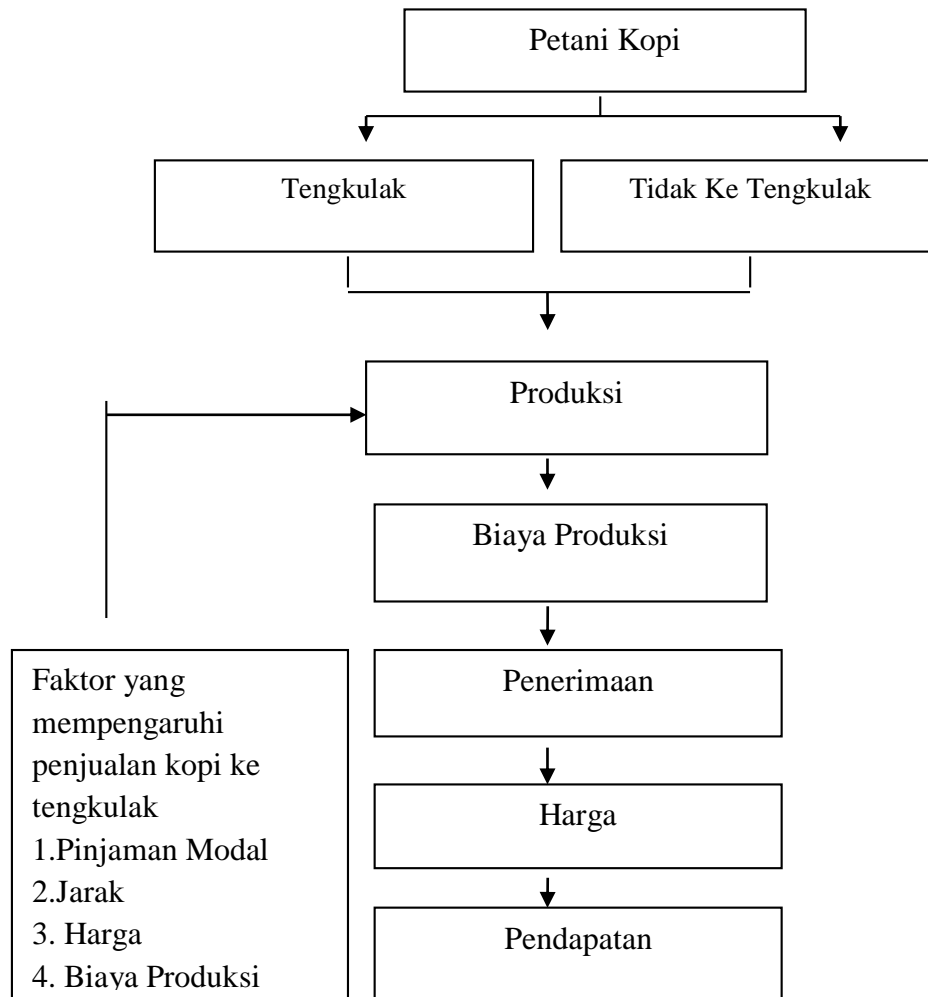 Petani Kopi
Tengkulak
Tidak Ke Tengkulak
Produksi
Biaya Produksi
Penerimaan
Harga
Pendapatan
Faktor yang
mempengaruhi
penjualan kopi ke
tengkulak
1.Pinjaman Modal
2.Jarak
3. Harga
4. Biaya Produksi